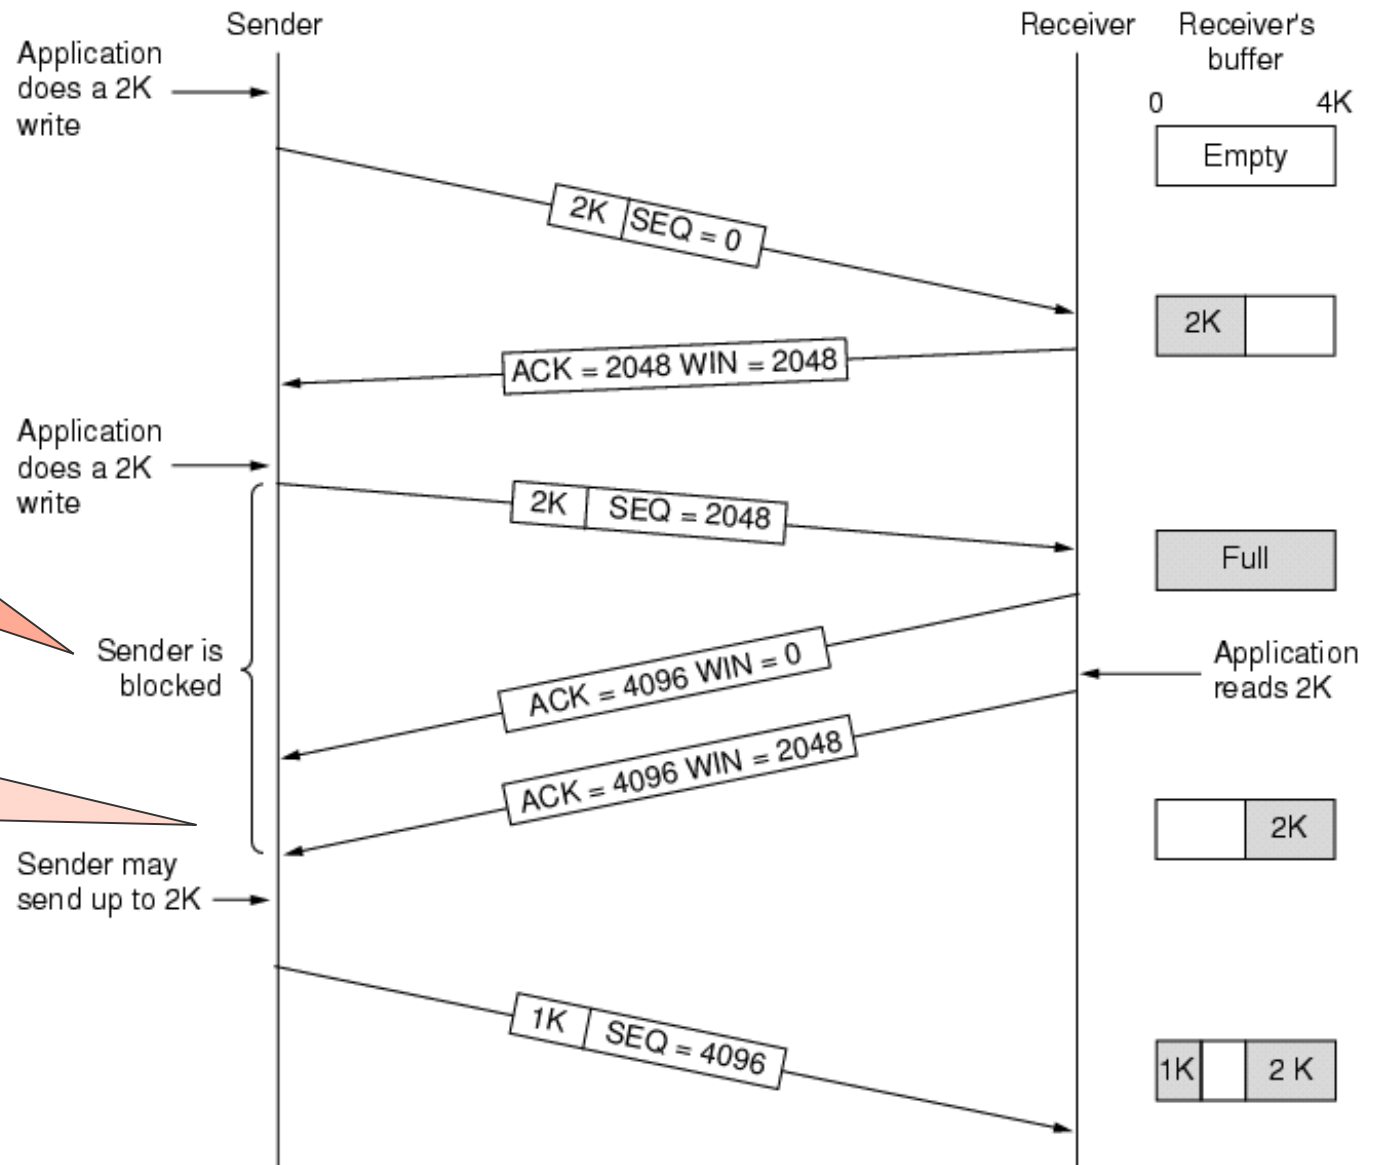 Sender
Receiver
Receiver's
buffer
Application
does a 2K
write
0 4K
Empty
2K SEQ = 0
2K
ACK = 2048 WIN = 2048
Application
does a 2K
write
2K SEQ = 2048
Full
Sender is
blocked
ACK = 4096 WIN = 0
Application
reads 2K
ACK = 4096 WIN = 2048
2K
Sender may
send up to 2K
1K SEQ = 4096
1K 2 K